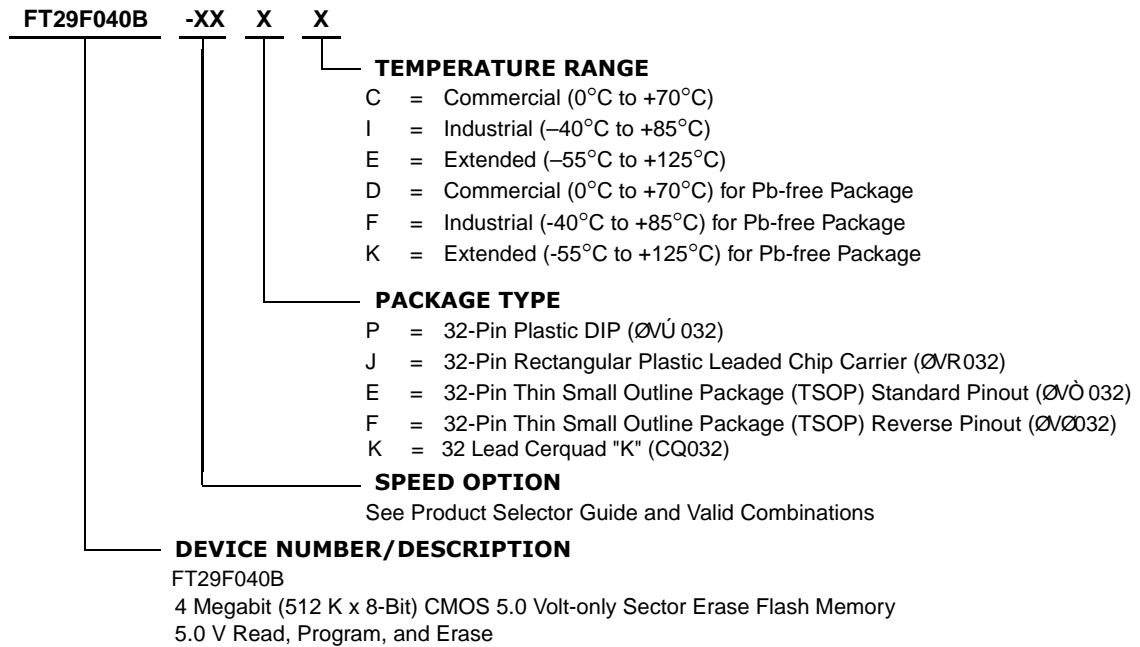 FT29F040B -XX X X
TEMPERATURE RANGE
C = Commercial (0°C to +70°C)
I = Industrial (–40°C to +85°C)
E = Extended (–55°C to +125°C)
D = Commercial (0°C to +70°C) for Pb-free Package
F = Industrial (-40°C to +85°C) for Pb-free Package
K = Extended (-55°C to +125°C) for Pb-free Package
PACKAGE TYPE
P = 32-Pin Plastic DIP (ØVÚ 032)
J = 32-Pin Rectangular Plastic Leaded Chip Carrier (ØVR032)
E = 32-Pin Thin Small Outline Package (TSOP) Standard Pinout (ØVÒ 032)
F = 32-Pin Thin Small Outline Package (TSOP) Reverse Pinout (ØVØ032)
K = 32 Lead Cerquad "K" (CQ032)
SPEED OPTION
See Product Selector Guide and Valid Combinations
DEVICE NUMBER/DESCRIPTION
FT29F040B
4 Megabit (512 K x 8-Bit) CMOS 5.0 Volt-only Sector Erase Flash Memory
5.0 V Read, Program, and Erase